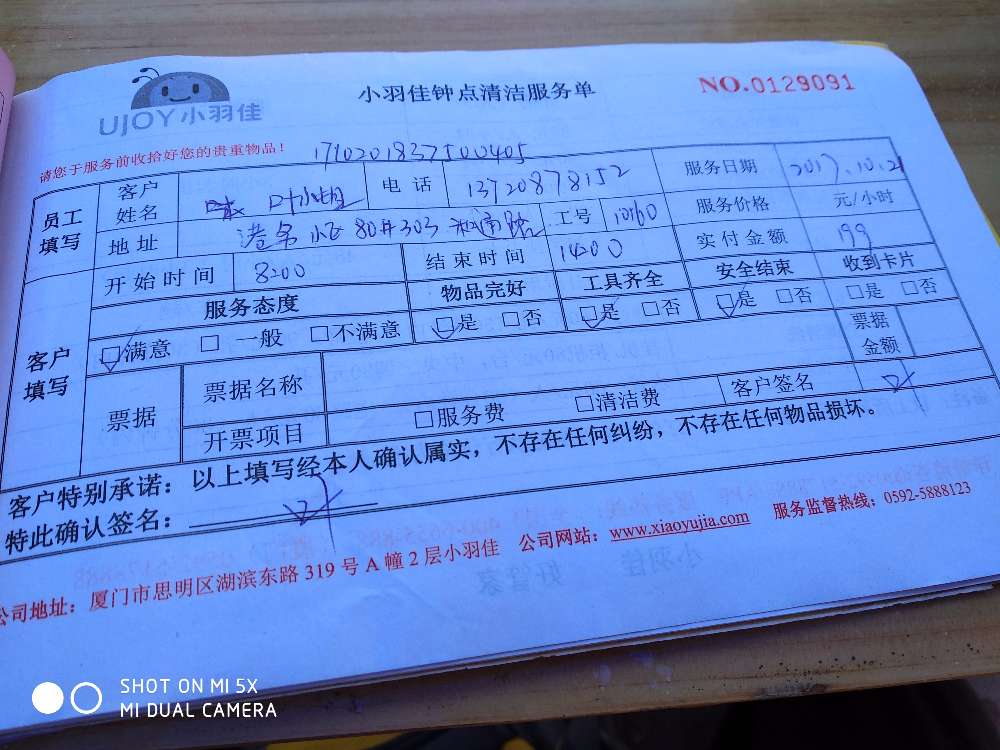 UJOY小羽佳
小羽佳钟点清洁服务单
NO.0129091
请您于服务前收拾好您的贵重物品！
1710201837500405
员工填写
客户姓名
电话 13720878152
服务日期 2017.10.21
地址 80#303
工号 10160
服务价格 元/小时
开始时间 8:00
结束时间 14:00
实付金额 199
客户填写
服务态度 物品完好 工具齐全 安全结束 收到卡片
☑满意 □ 一般 □不满意 ☑是 □否 ☑是 □否 ☑是 □否 □是 □否
票据 票据名称 票据金额
开票项目 □服务费 □清洁费 客户签名 叶
客户特别承诺：以上填写经本人确认属实，不存在任何纠纷，不存在任何物品损坏。
特此确认签名： 叶
公司地址：厦门市思明区湖滨东路 319 号 A 幢 2 层小羽佳 公司网站：www.xiaoyujia.com 服务监督热线：0592-5888123
SHOT ON MI 5X
MI DUAL CAMERA